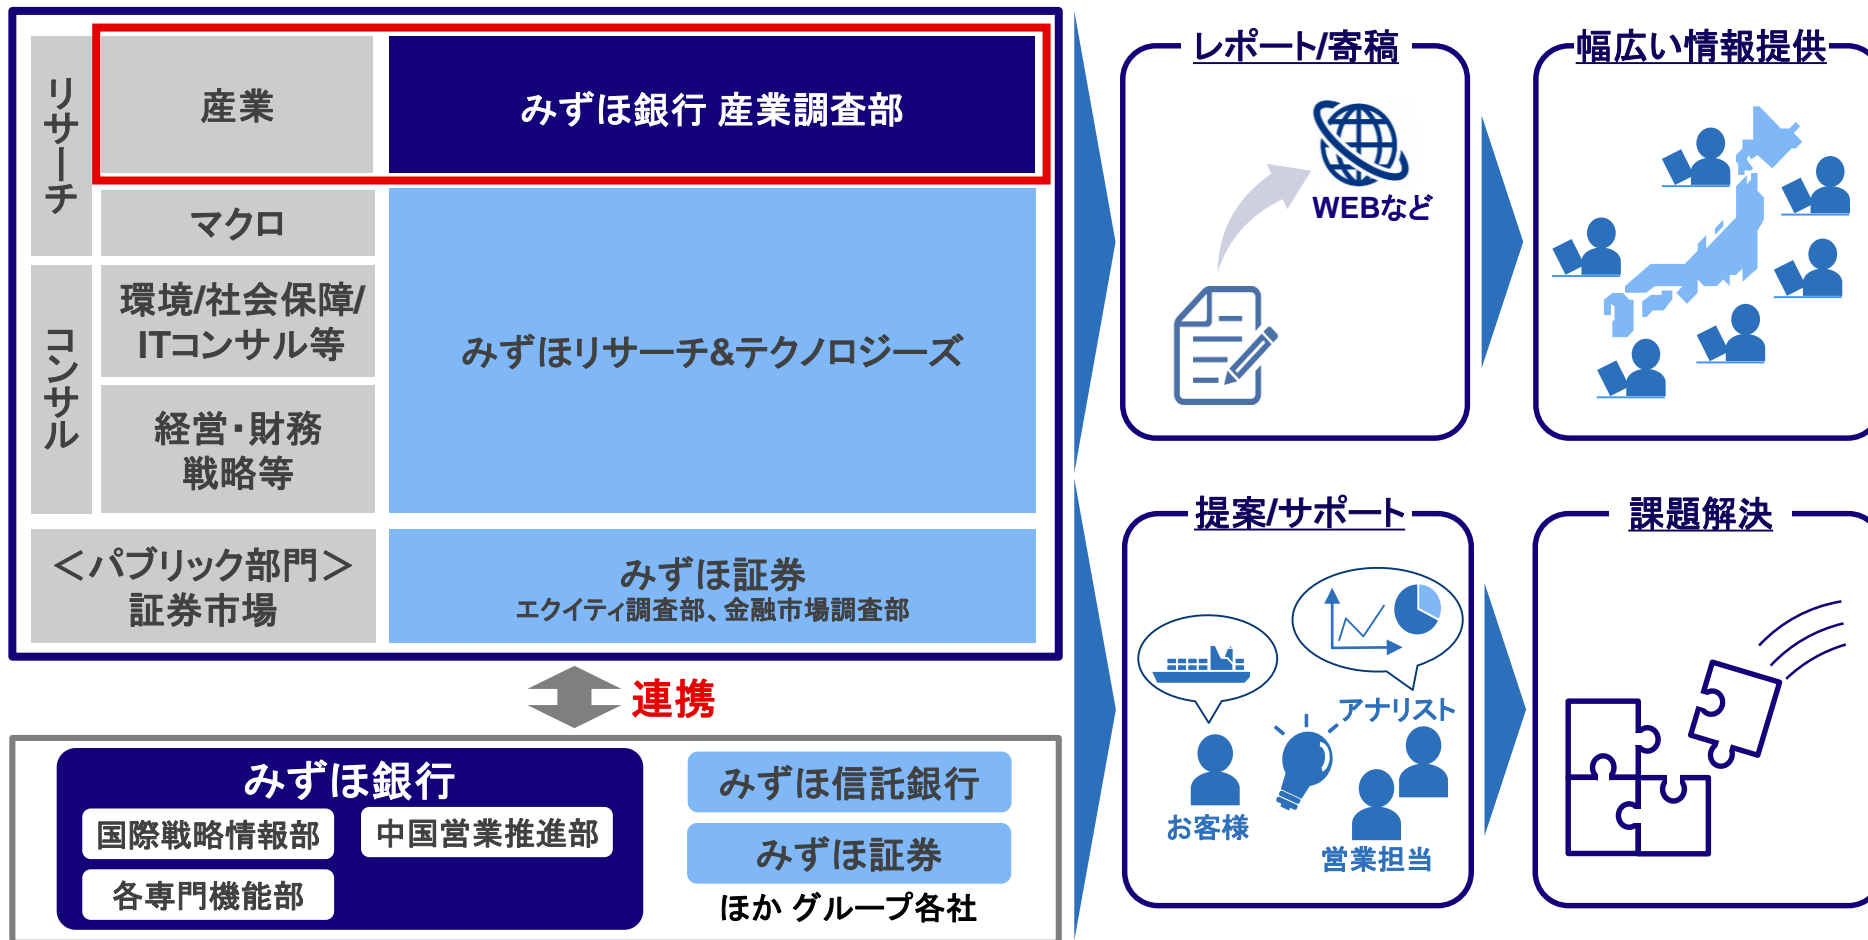 リサーチ
産業
みずほ銀行 産業調査部
マクロ
コンサル
環境/社会保障/
ITコンサル等
みずほリサーチ&テクノロジーズ
経営・財務
戦略等
＜パブリック部門＞
証券市場
みずほ証券
エクイティ調査部、金融市場調査部
連携
みずほ銀行
国際戦略情報部
中国営業推進部
各専門機能部
みずほ信託銀行
みずほ証券
ほか グループ各社
レポート/寄稿
WEBなど
幅広い情報提供
提案/サポート
アナリスト
お客様
営業担当
課題解決